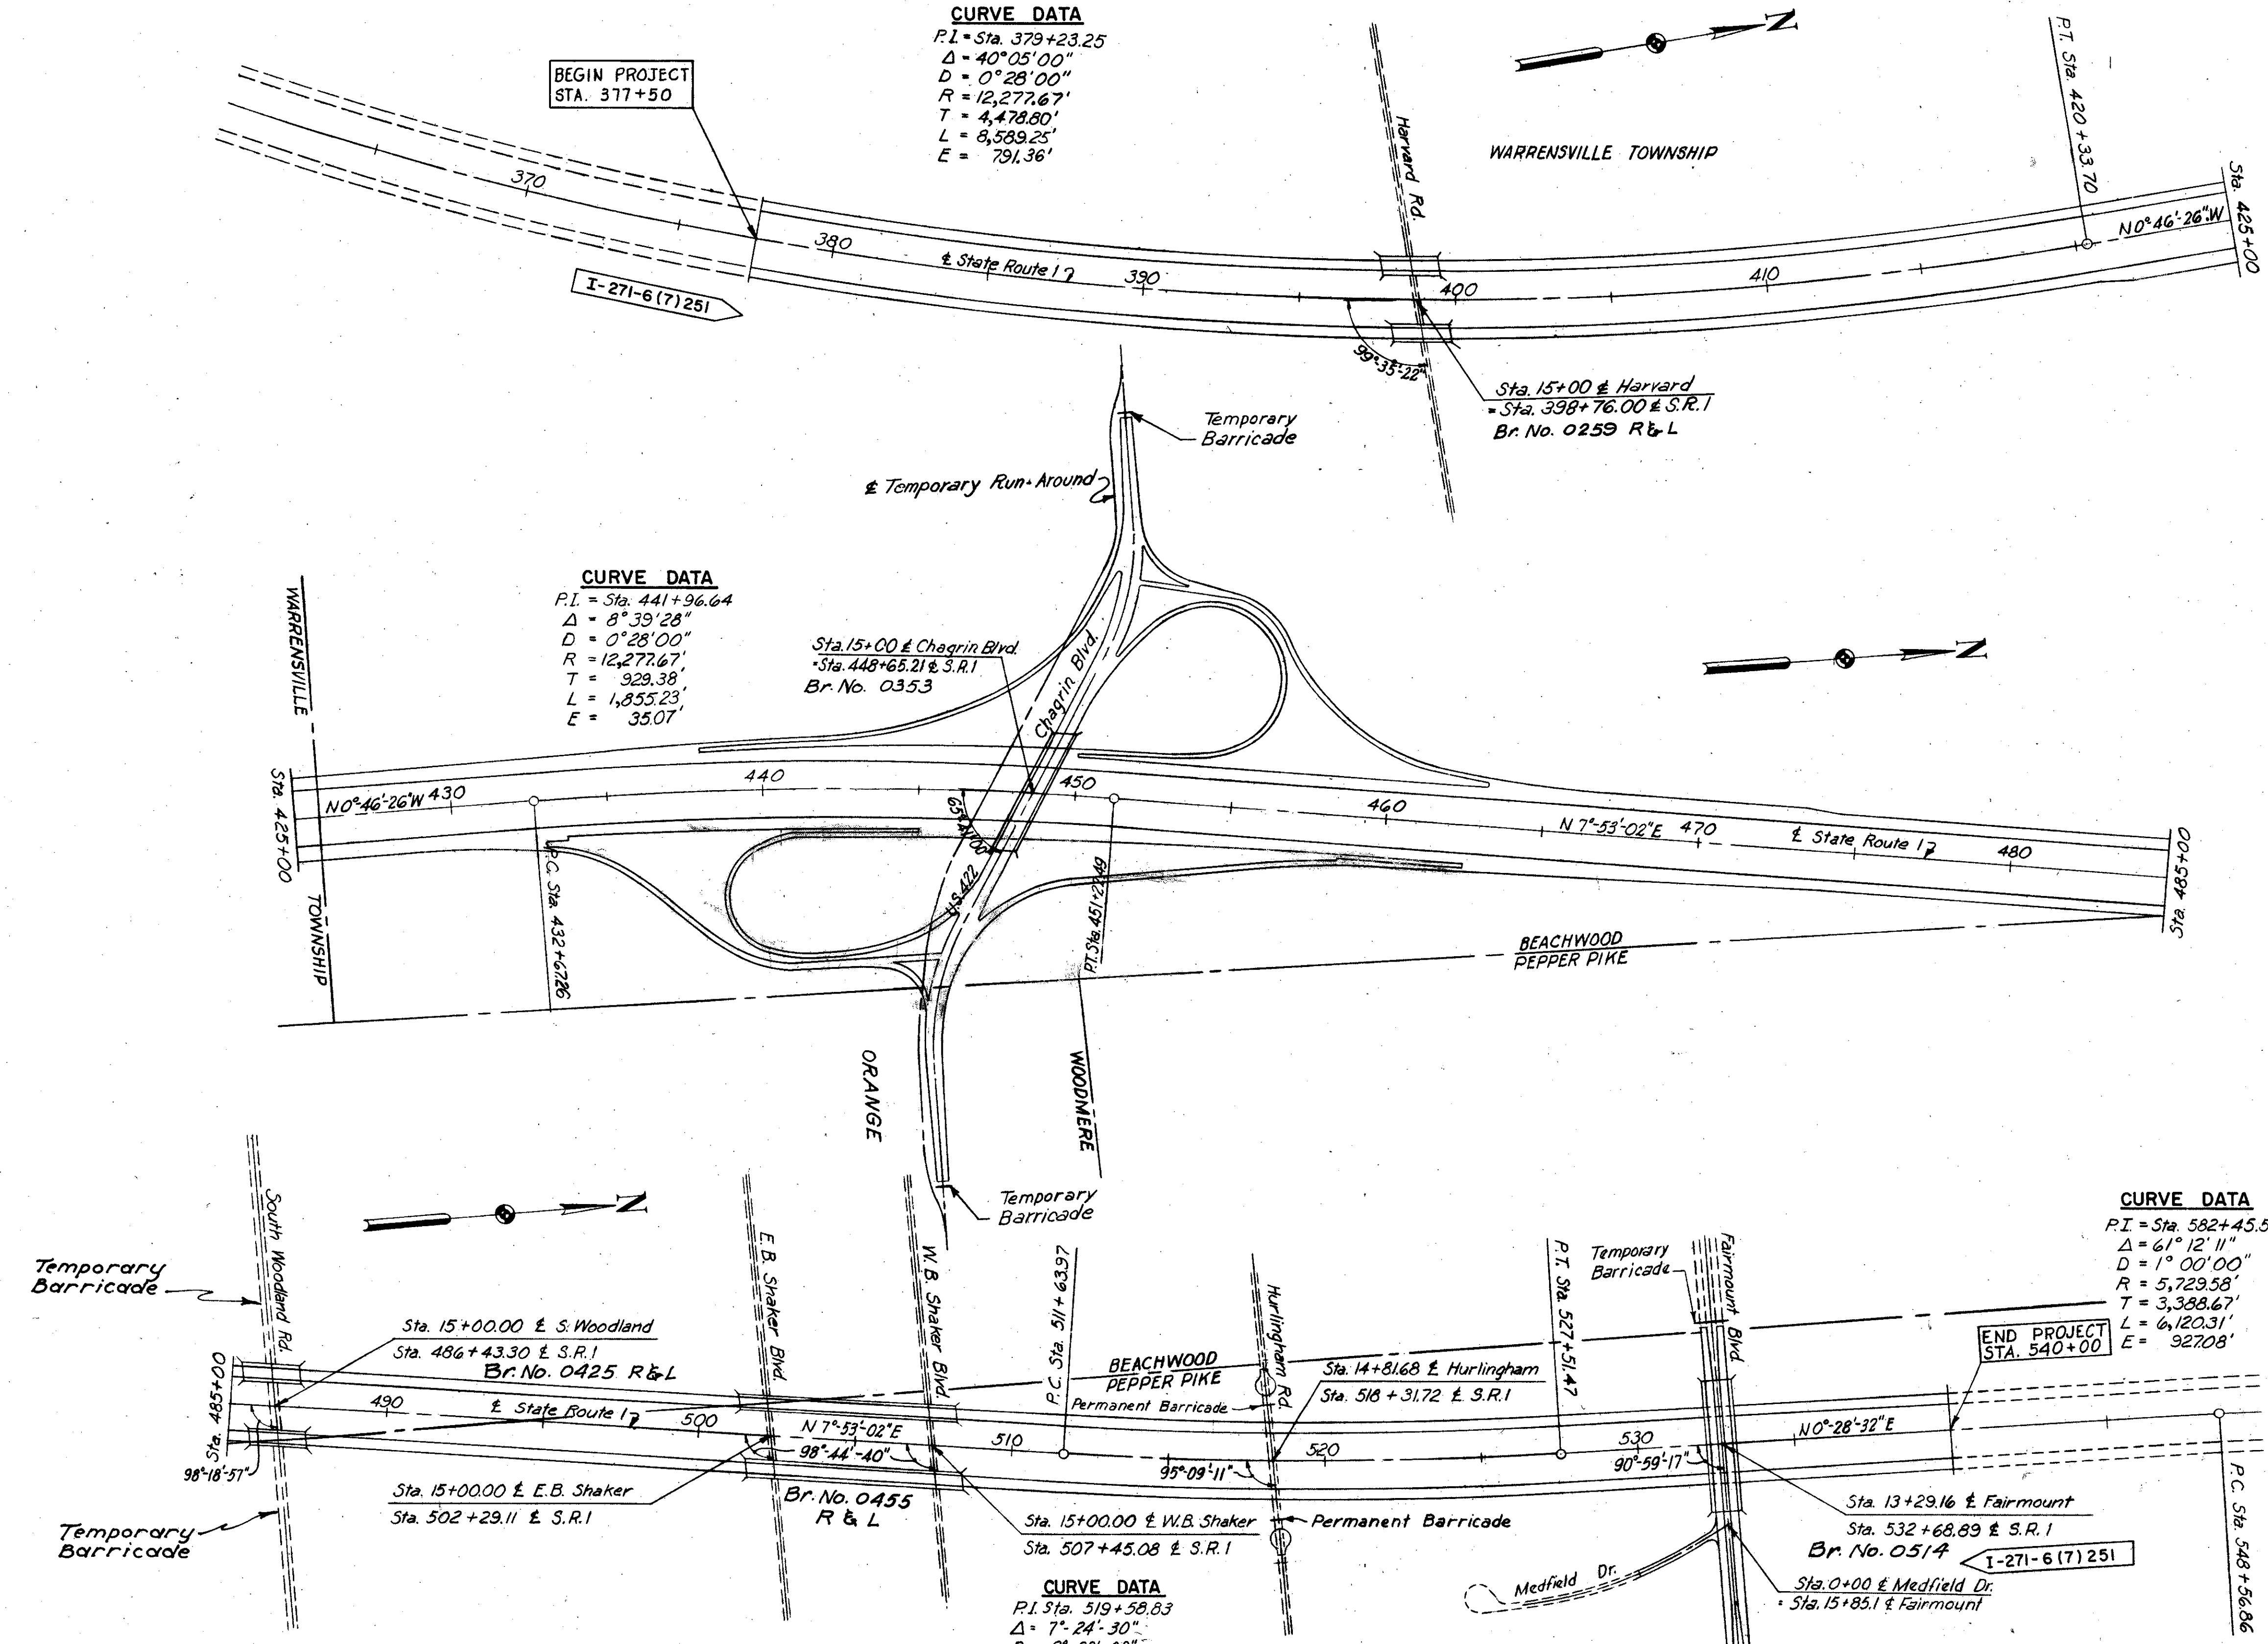 CURVE DATA
P.I. = Sta. 379+23.25
Δ = 40°05'00"
D = 0°28'00"
R = 12,277.67'
T = 4,478.80'
L = 8,589.25'
E = 791.36'
BEGIN PROJECT
STA. 377+50
N
P.T. Sta. 420+33.70
Harvard Rd.
WARRENSVILLE TOWNSHIP
370
380
℄ State Route 1
390
400
410
N0°-46'-26"W
Sta. 425+00
I-271-6(7)251
99°-35'-22"
Sta. 15+00 ℄ Harvard
= Sta. 398+76.00 ℄ S.R.1
Br. No. 0259 R&L
Temporary
Barricade
℄ Temporary Run-Around
CURVE DATA
P.I. = Sta. 441+96.64
Δ = 8°39'28"
D = 0°28'00"
R = 12,277.67'
T = 929.38'
L = 1,855.23'
E = 35.07'
WARRENSVILLE
TOWNSHIP
Sta. 15+00 ℄ Chagrin Blvd.
=Sta. 448+65.21 ℄ S.R.1
Br. No. 0353
Chagrin Blvd.
N
Sta. 425+00
N0°-46'-26"W
430
440
450
460
N 7°-53'-02"E
470
℄ State Route 1
480
Sta. 485+00
U.S. 422
P.C. Sta. 432+67.26
P.T. Sta. 451+22.49
BEACHWOOD
PEPPER PIKE
ORANGE
WOODMERE
Temporary
Barricade
N
South Woodland Rd.
E.B. Shaker Blvd.
W.B. Shaker Blvd.
P.C. Sta. 511+63.97
Hurlingham Rd.
P.T. Sta. 527+51.47
Temporary
Barricade
Fairmount Blvd.
CURVE DATA
P.I. = Sta. 582+45.5
Δ = 61°12'11"
D = 1°00'00"
R = 5,729.58'
T = 3,388.67'
L = 6,120.31'
E = 927.08'
END PROJECT
STA. 540+00
Temporary
Barricade
Sta. 15+00.00 ℄ S. Woodland
Sta. 486+43.30 ℄ S.R.1
Br. No. 0425 R&L
BEACHWOOD
PEPPER PIKE
Permanent Barricade
Sta. 14+81.68 ℄ Hurlingham
Sta. 518+31.72 ℄ S.R.1
Sta. 485+00
490
℄ State Route 1
500
N 7°-53'-02"E
510
520
530
N0°-28'-32"E
98°-18'-57"
98°-44'-40"
95°-09'-11"
90°-59'-17"
Sta. 15+00.00 ℄ E.B. Shaker
Sta. 502+29.11 ℄ S.R.1
Br. No. 0455
R & L
Sta. 15+00.00 ℄ W.B. Shaker
Sta. 507+45.08 ℄ S.R.1
Permanent Barricade
Sta. 13+29.16 ℄ Fairmount
Sta. 532+68.89 ℄ S.R.1
Br. No. 0514
I-271-6(7)251
Temporary
Barricade
Medfield Dr.
Sta. 0+00 ℄ Medfield Dr.
= Sta. 15+85.1 ℄ Fairmount
P.C. Sta. 548+56.86
CURVE DATA
P.I. Sta. 519+58.83
Δ = 7°-24'-30"